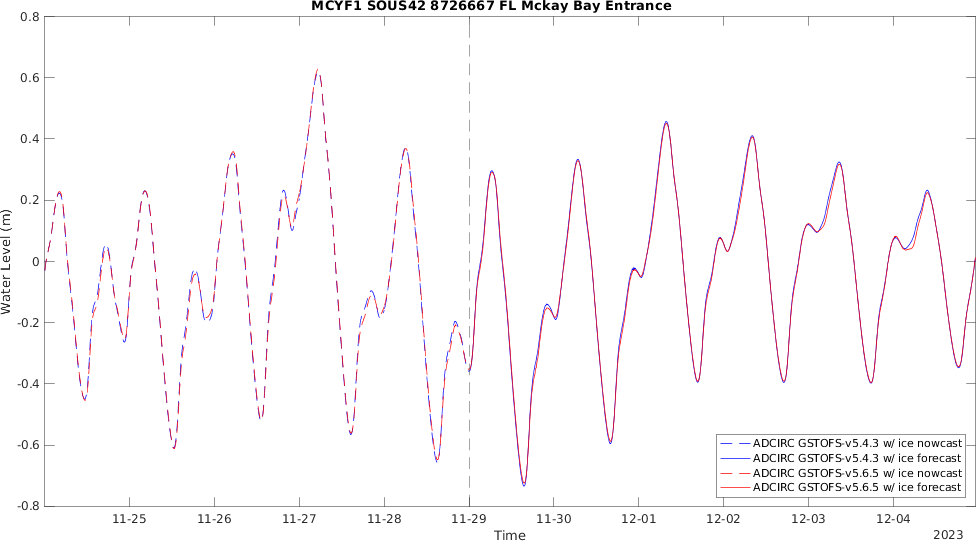 MCYF1 SOUS42 8726667 FL Mckay Bay Entrance
0.8
0.6
0.4
0.2
0
-0.2
-0.4
-0.6
-0.8
Water Level (m)
11-25 11-26 11-27 11-28 11-29 11-30 12-01 12-02 12-03 12-04
Time
2023
ADCIRC GSTOFS-v5.4.3 w/ ice nowcast
ADCIRC GSTOFS-v5.4.3 w/ ice forecast
ADCIRC GSTOFS-v5.6.5 w/ ice nowcast
ADCIRC GSTOFS-v5.6.5 w/ ice forecast